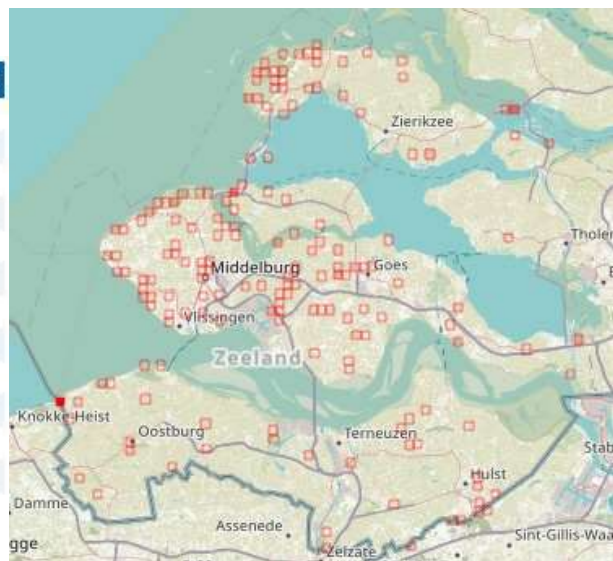 Zierikzee
Tholen
Middelburg
Goes
Vlissingen
Zeeland
Knokke-Heist
Oostburg
Terneuzen
Hulst
Damme
Assenede
Zelzate
Sint-Gillis-Waa
Stab
gge